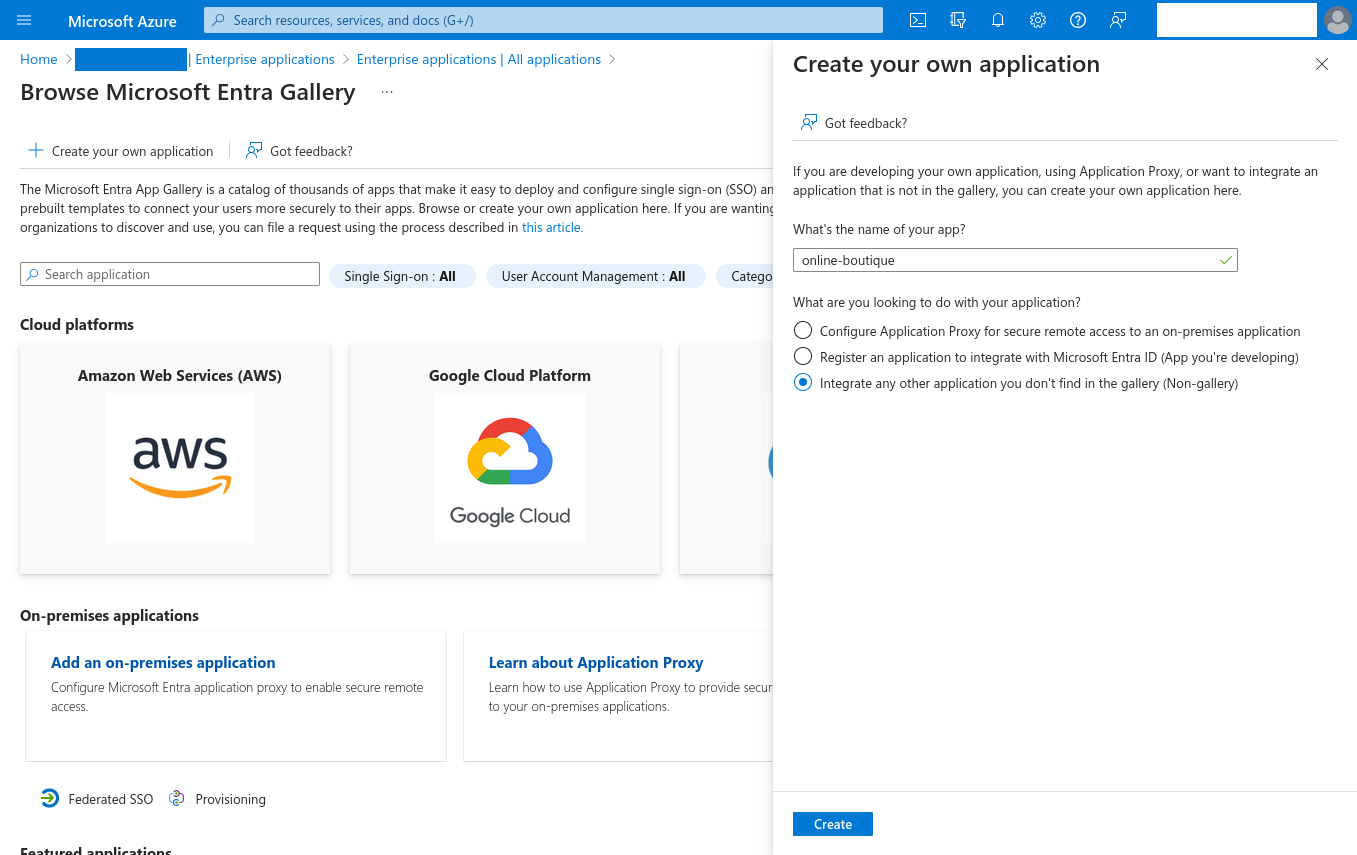 Microsoft Azure
Search resources, services, and docs (G+/)
Home
| Enterprise applications
Enterprise applications | All applications
Browse Microsoft Entra Gallery
...
Create your own application
Got feedback?
The Microsoft Entra App Gallery is a catalog of thousands of apps that make it easy to deploy and configure single sign-on (SSO) an
prebuilt templates to connect your users more securely to their apps. Browse or create your own application here. If you are wanting
organizations to discover and use, you can file a request using the process described in this article.
Search application
Single Sign-on : All
User Account Management : All
Catego
Cloud platforms
Amazon Web Services (AWS)
aws
Google Cloud Platform
Google Cloud
On-premises applications
Add an on-premises application
Configure Microsoft Entra application proxy to enable secure remote
access.
Learn about Application Proxy
Learn how to use Application Proxy to provide secur
to your on-premises applications.
Federated SSO
Provisioning
Featured applications
Create your own application
Got feedback?
If you are developing your own application, using Application Proxy, or want to integrate an
application that is not in the gallery, you can create your own application here.
What's the name of your app?
online-boutique
What are you looking to do with your application?
Configure Application Proxy for secure remote access to an on-premises application
Register an application to integrate with Microsoft Entra ID (App you're developing)
Integrate any other application you don't find in the gallery (Non-gallery)
Create